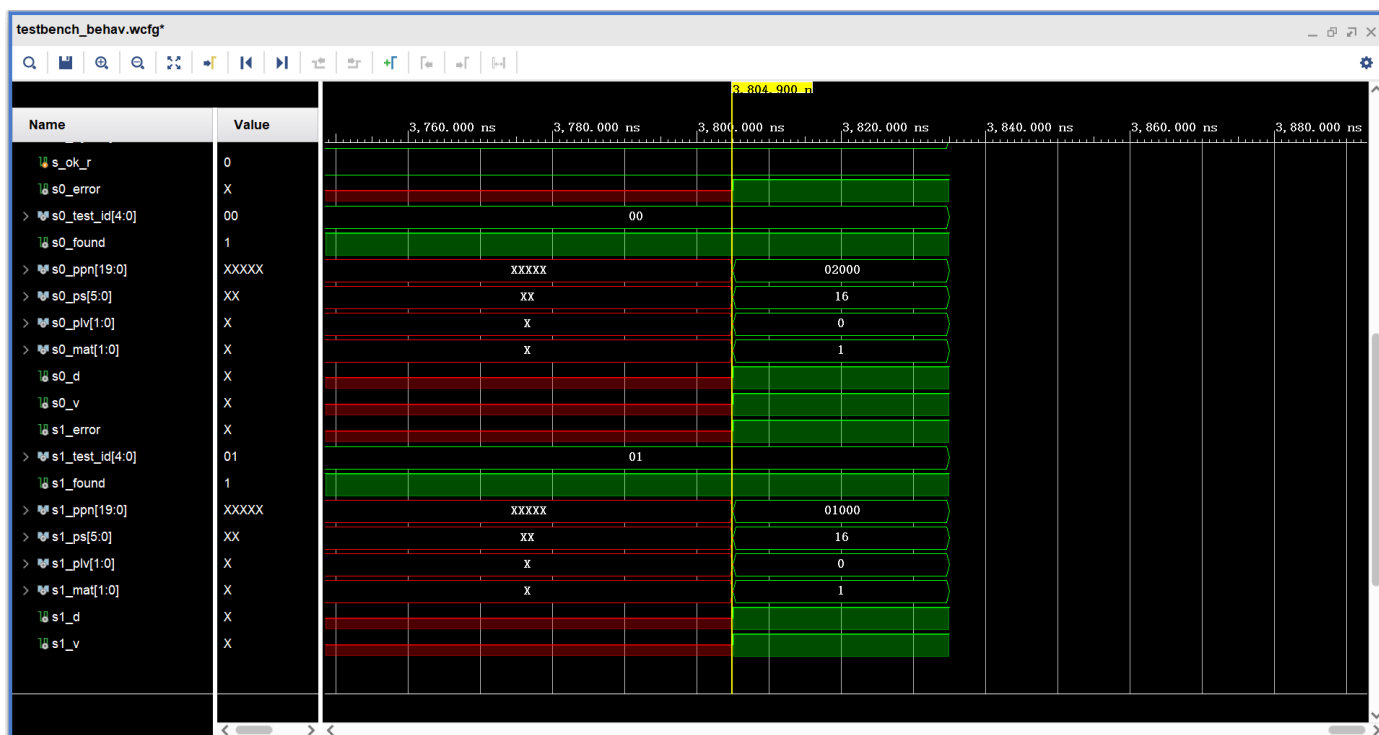 testbench_behav.wcfg*
3,804.900 n
Name Value
3,760.000 ns 3,780.000 ns 3,800.000 ns 3,820.000 ns 3,840.000 ns 3,860.000 ns 3,880.000 ns
s_ok_r 0
s0_error X
s0_test_id[4:0] 00 00
s0_found 1
s0_ppn[19:0] XXXXX XXXXX 02000
s0_ps[5:0] XX XX 16
s0_plv[1:0] X X 0
s0_mat[1:0] X X 1
s0_d X
s0_v X
s1_error X
s1_test_id[4:0] 01 01
s1_found 1
s1_ppn[19:0] XXXXX XXXXX 01000
s1_ps[5:0] XX XX 16
s1_plv[1:0] X X 0
s1_mat[1:0] X X 1
s1_d X
s1_v X